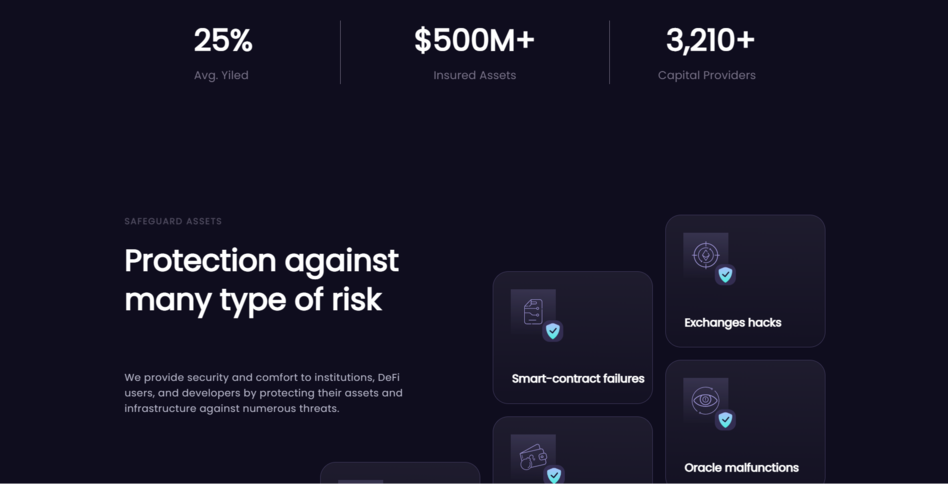 25%
$500M+
3,210+
Avg. Yiled
Insured Assets
Capital Providers
SAFEGUARD ASSETS
Protection against
many type of risk
We provide security and comfort to institutions, DeFi
users, and developers by protecting their assets and
infrastructure against numerous threats.
Exchanges hacks
Smart-contract failures
Oracle malfunctions